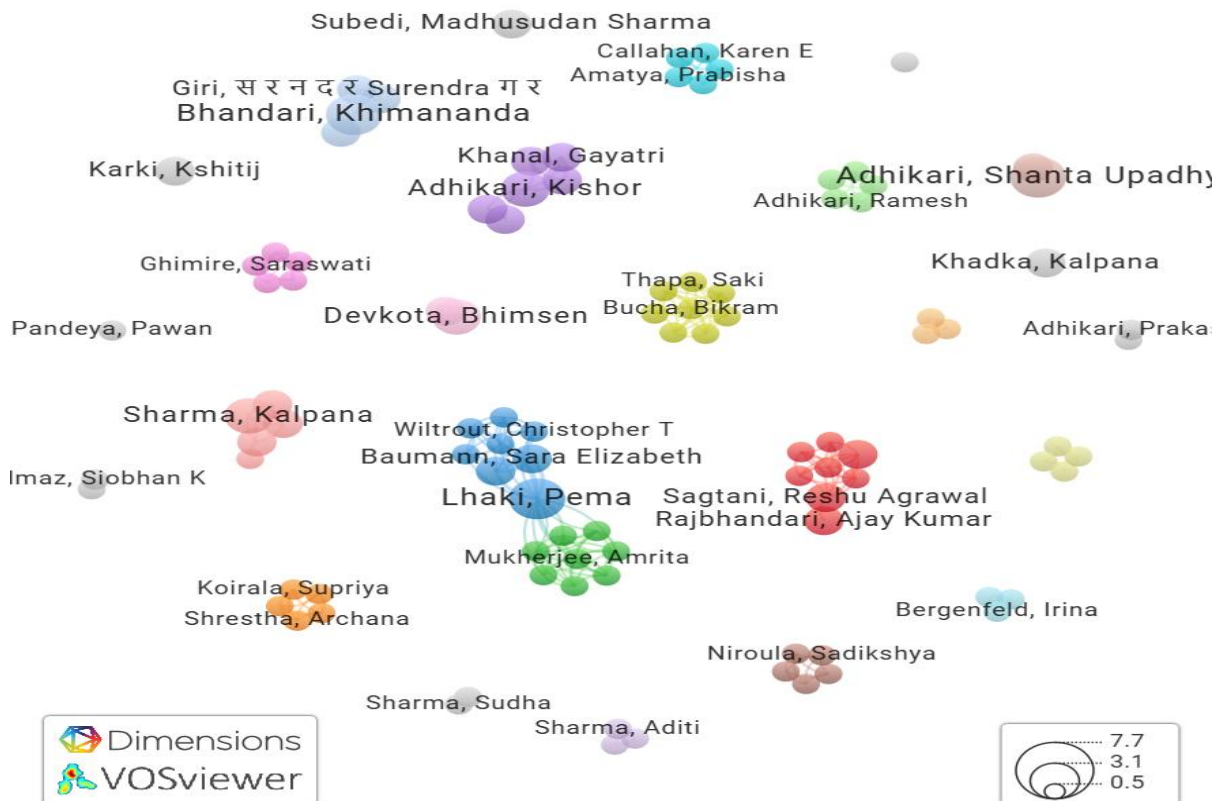 Subedi, Madhusudan Sharma
Callahan, Karen E
Amatya, Prabisha
Giri, स र न द र Surendra ग र
Bhandari, Khimananda
Khanal, Gayatri
Karki, Kshitij
Adhikari, Kishor
Adhikari, Shanta Upadhy
Adhikari, Ramesh
Ghimire, Saraswati
Khadka, Kalpana
Thapa, Saki
Devkota, Bhimsen
Bucha, Bikram
Pandeya, Pawan
Adhikari, Praka
Sharma, Kalpana
Wiltrout, Christopher T
Baumann, Sara Elizabeth
lmaz, Siobhan K
Lhaki, Pema
Sagtani, Reshu Agrawal
Rajbhandari, Ajay Kumar
Mukherjee, Amrita
Koirala, Supriya
Shrestha, Archana
Bergenfeld, Irina
Niroula, Sadikshya
Sharma, Sudha
Sharma, Aditi
Dimensions
VOSviewer
7.7
3.1
0.5